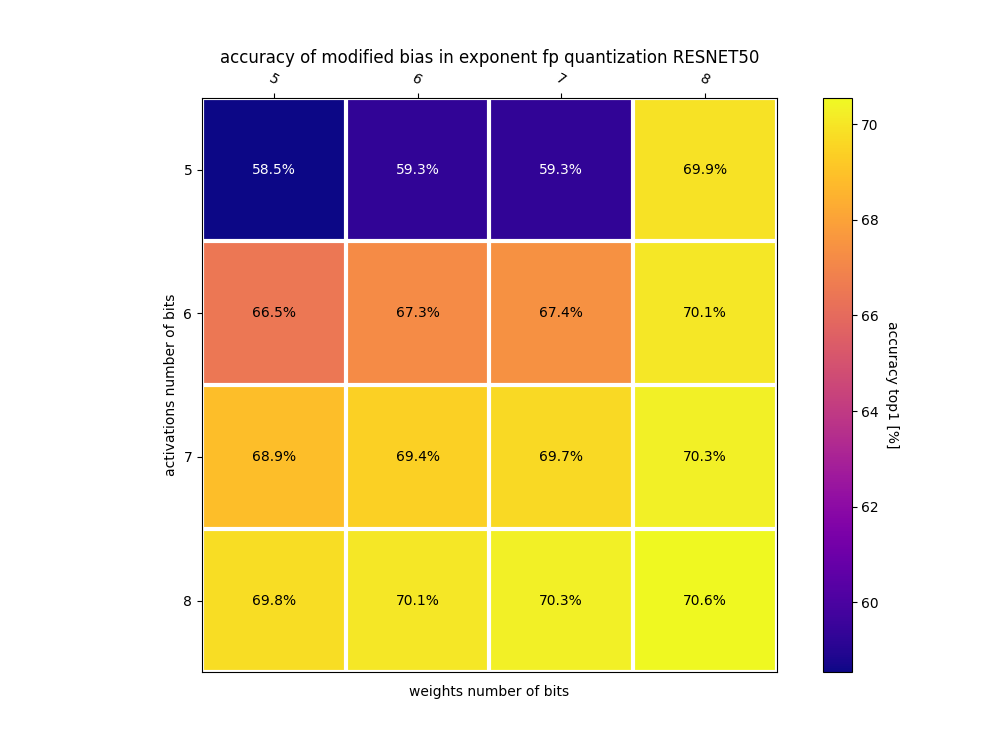 accuracy of modified bias in exponent fp quantization RESNET50
5 6 7 8
5 58.5% 59.3% 59.3% 69.9%
6 66.5% 67.3% 67.4% 70.1%
7 68.9% 69.4% 69.7% 70.3%
8 69.8% 70.1% 70.3% 70.6%
activations number of bits
weights number of bits
70
68
66
64
62
60
accuracy top1 [%]